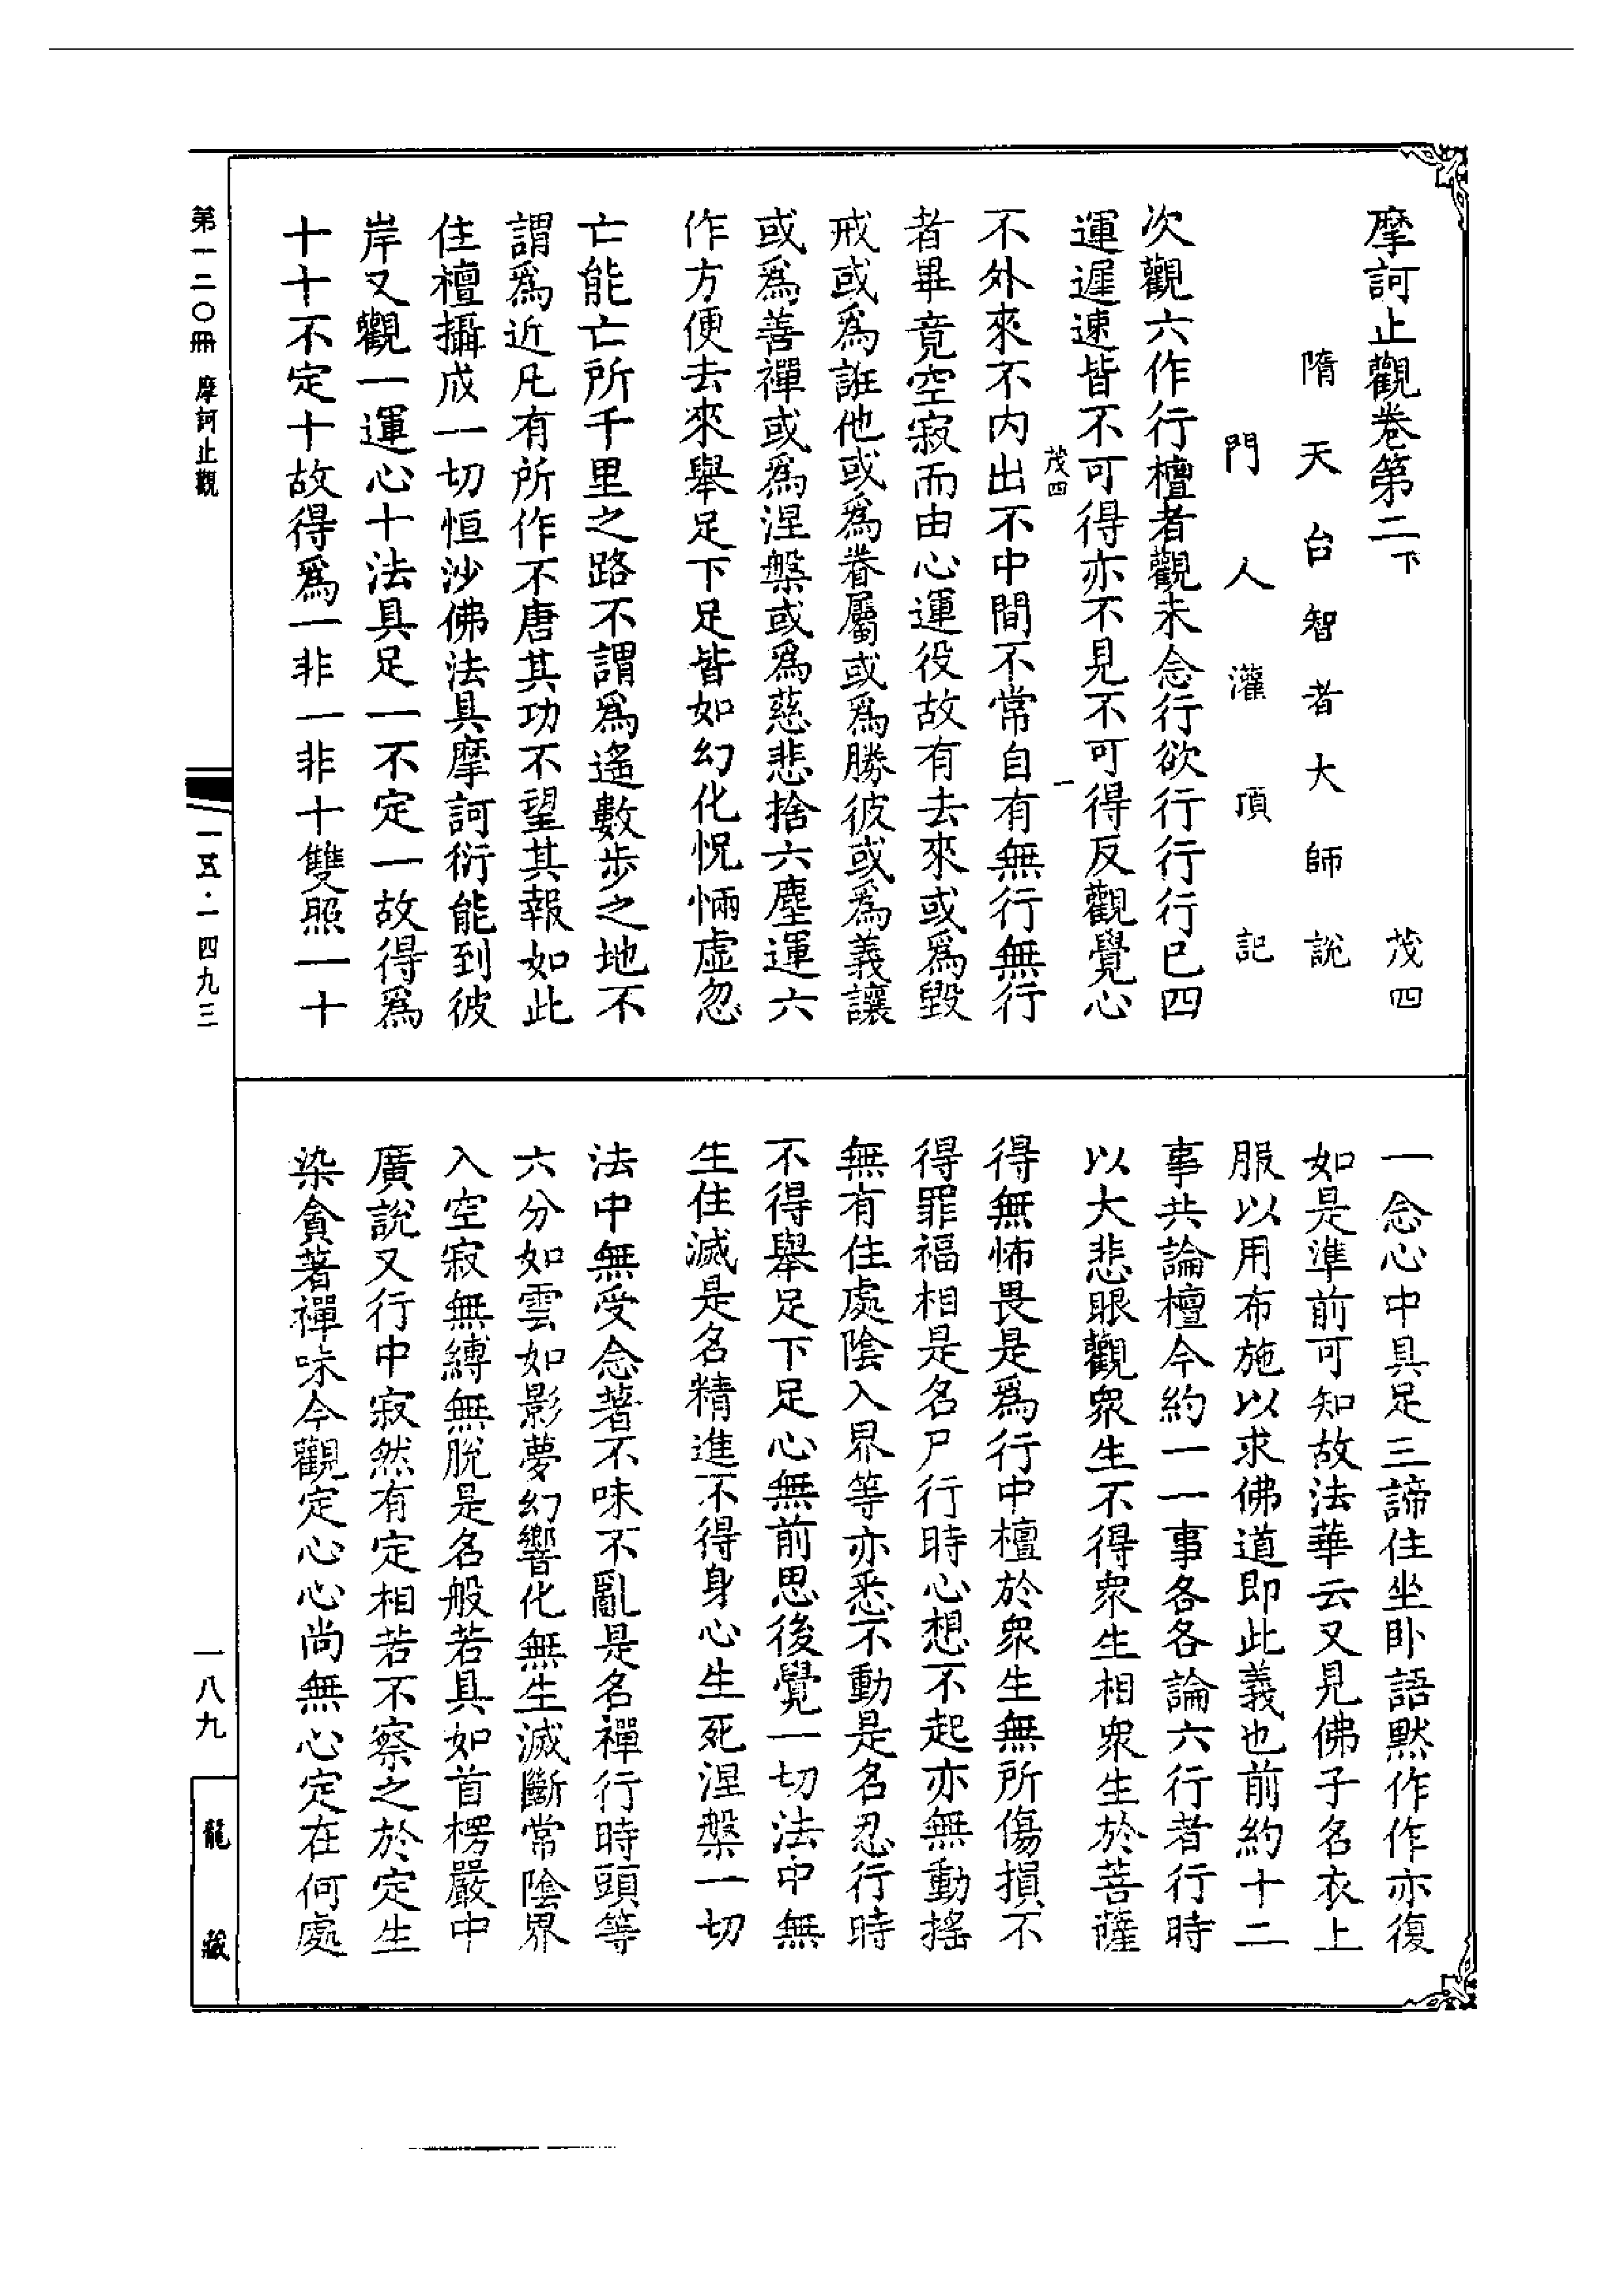 摩訶止觀卷第二下　茂四
隋天台智者大師說
門人灌頂記
次觀六作行檀者觀未念行欲行行行已四
運遲速皆不可得亦不見不可得反觀覺心
茂四　一
不外來不內出不中間不常自有無行無行
者畢竟空寂而由心運役故有去來或爲毀
戒或爲誑他或爲眷屬或爲勝彼或爲義讓
或爲善禪或爲涅槃或爲慈悲捨六塵運六
作方便去來舉足下足皆如幻化怳惚虛忽
亡能亡所千里之路不謂爲遙數步之地不
謂爲近凡有所作不唐其功不望其報如此
住檀攝成一切恒沙佛法具摩訶衍能到彼
岸又觀一運心十法具足一不定一故得爲
十十不定十故得爲一非一非十雙照一十
一念心中具足三諦住坐臥語默作作亦復
如是準前可知故法華云又見佛子名衣上
服以用布施以求佛道即此義也前約十二
事共論檀今約一一事各各論六行者行時
以大悲眼觀衆生不得衆生相衆生於菩薩
得無怖畏是爲行中檀於衆生無所傷損不
得罪福相是名尸行時心想不起亦無動搖
無有住處陰入界等亦悉不動是名忍行時
不得舉足下足心無前思後覺一切法中無
生住滅是名精進不得身心生死涅槃一切
法中無受念著不味不亂是名禪行時頭等
六分如雲如影夢幻響化無生滅斷常陰界
入空寂無縛無脫是名般若具如首楞嚴中
廣說又行中寂然有定相若不察之於定生
染貪著禪味今觀定心心尚無心定在何處
第一二〇冊　摩訶止觀
一五·一四九三
一八九
龍藏